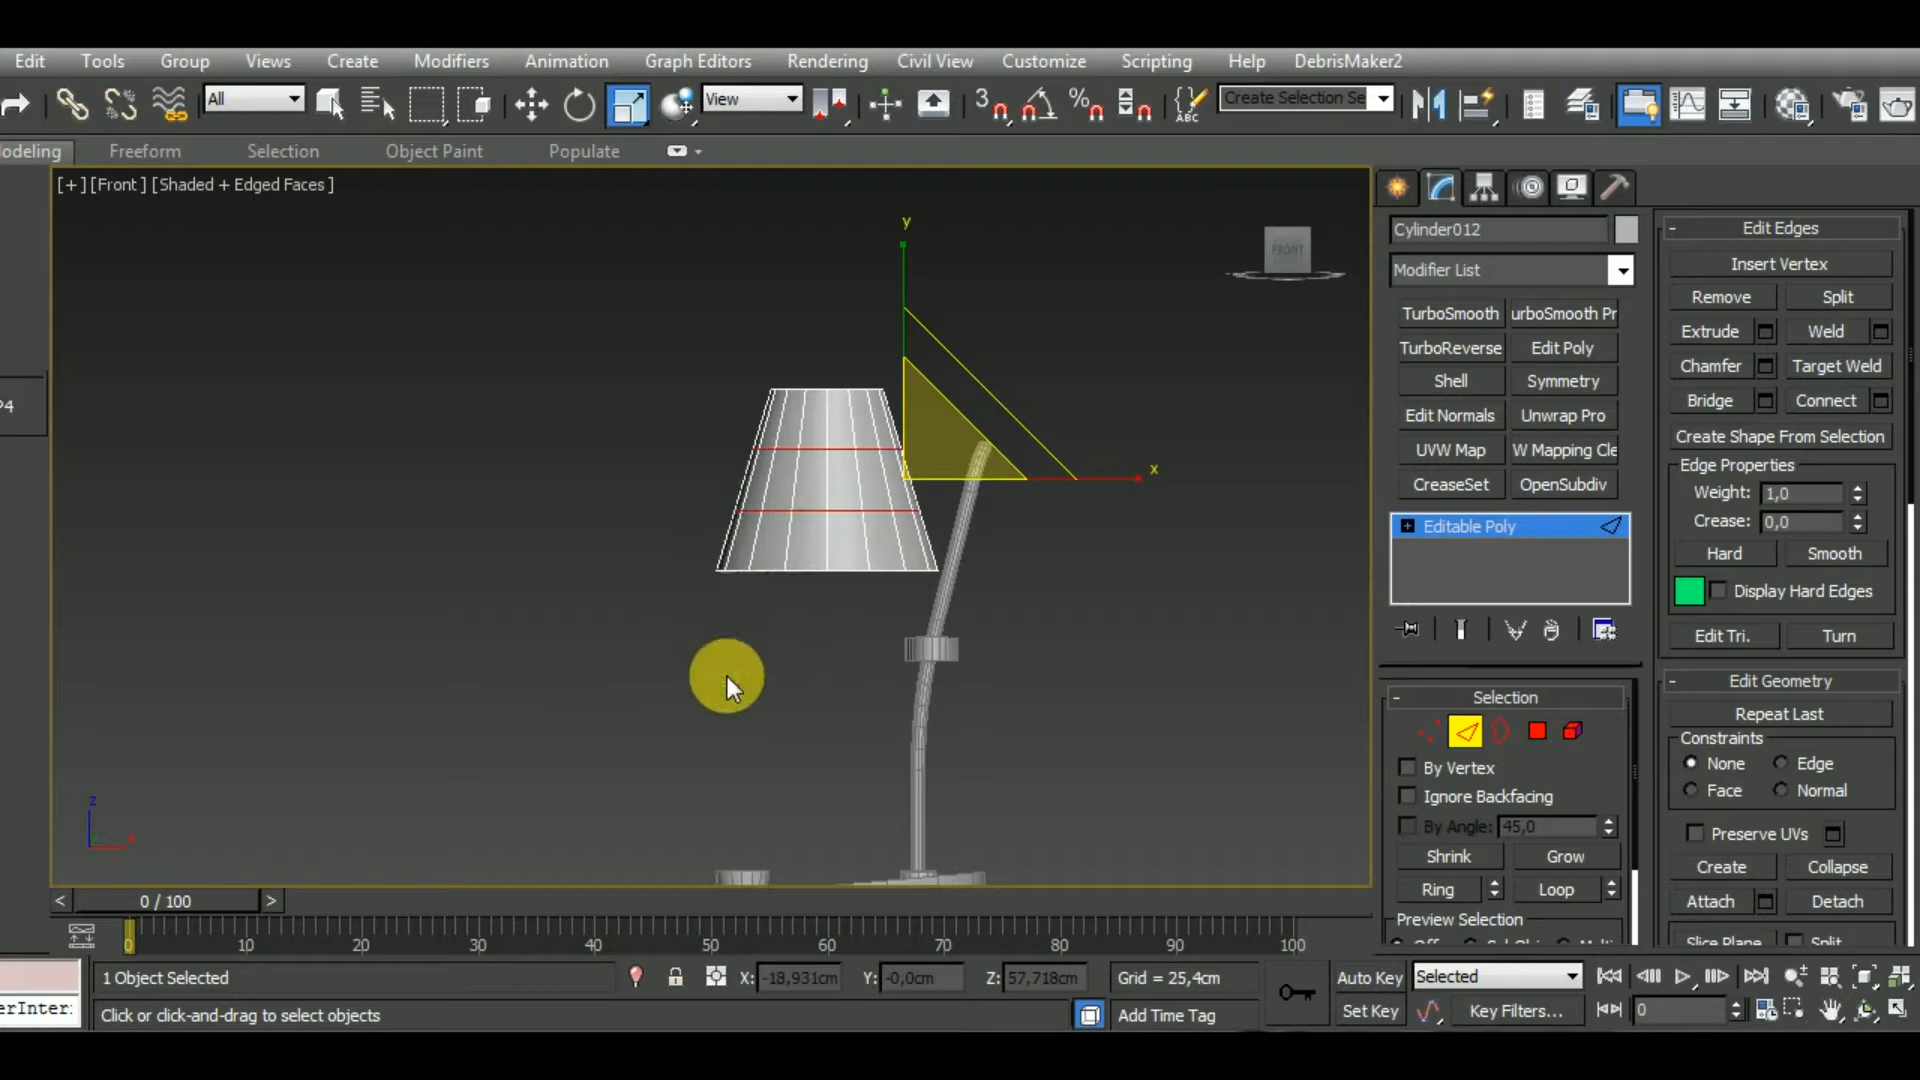 Edit Tools Group Views Create Modifiers Animation Graph Editors Rendering Civil View Customize Scripting Help DebrisMaker2
All View 3 % ABC Create Selection Se
odeling Freeform Selection Object Paint Populate
[+] [Front] [Shaded + Edged Faces]
y
FRONT
x
P4
z
Cylinder012
Modifier List
TurboSmooth urboSmooth Pr
TurboReverse Edit Poly
Shell Symmetry
Edit Normals Unwrap Pro
UVW Map W Mapping Cle
CreaseSet OpenSubdiv
Editable Poly
- Selection
By Vertex
Ignore Backfacing
By Angle: 45,0
Shrink Grow
Ring Loop
Preview Selection
- Edit Edges
Insert Vertex
Remove Split
Extrude Weld
Chamfer Target Weld
Bridge Connect
Create Shape From Selection
Edge Properties
Weight: 1,0
Crease: 0,0
Hard Smooth
Display Hard Edges
Edit Tri. Turn
- Edit Geometry
Repeat Last
Constraints
None Edge
Face Normal
Preserve UVs
Create Collapse
Attach Detach
Slice Plane Split
< 0 / 100 >
0 10 20 30 40 50 60 70 80 90 100
1 Object Selected X: -18,931cm Y: -0,0cm Z: 57,718cm Grid = 25,4cm Auto Key Selected
erInter: Click or click-and-drag to select objects Add Time Tag Set Key Key Filters... 0